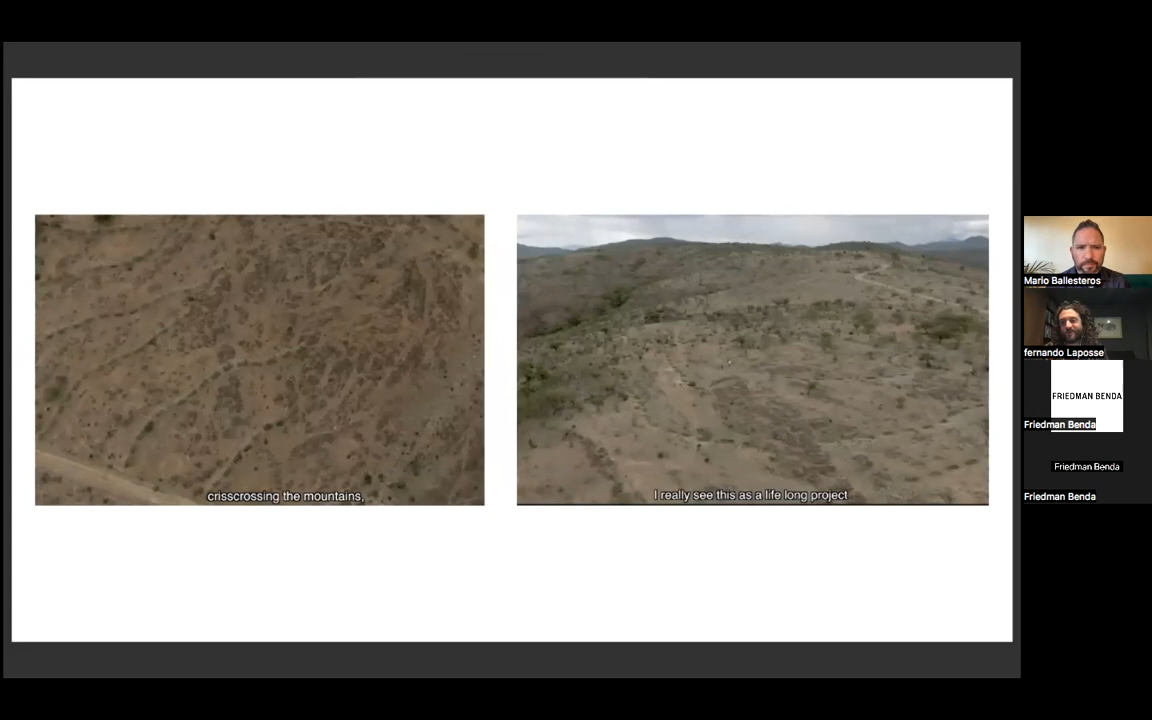 crisscrossing the mountains,
I really see this as a life long project
Mario Ballesteros
fernando Laposse
FRIEDMAN BENDA
Friedman Benda
Friedman Benda
Friedman Benda